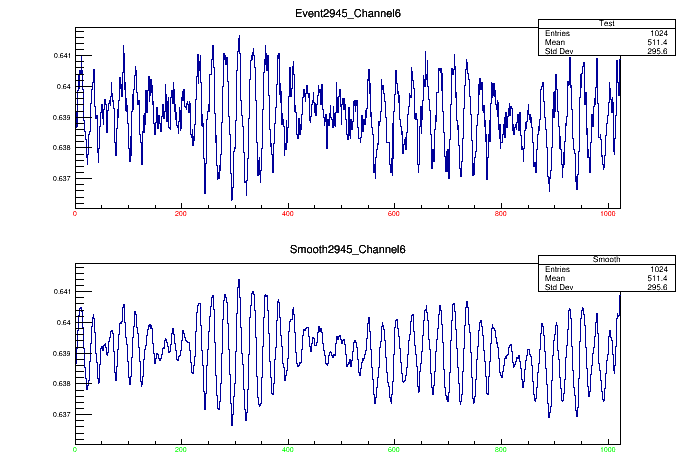 Event2945_Channel6
Test
Entries 1024
Mean 511.4
Std Dev 295.6
0.641
0.64
0.639
0.638
0.637
0 200 400 600 800 1000
Smooth2945_Channel6
Smooth
Entries 1024
Mean 511.4
Std Dev 295.6
0.641
0.64
0.639
0.638
0.637
0 200 400 600 800 1000